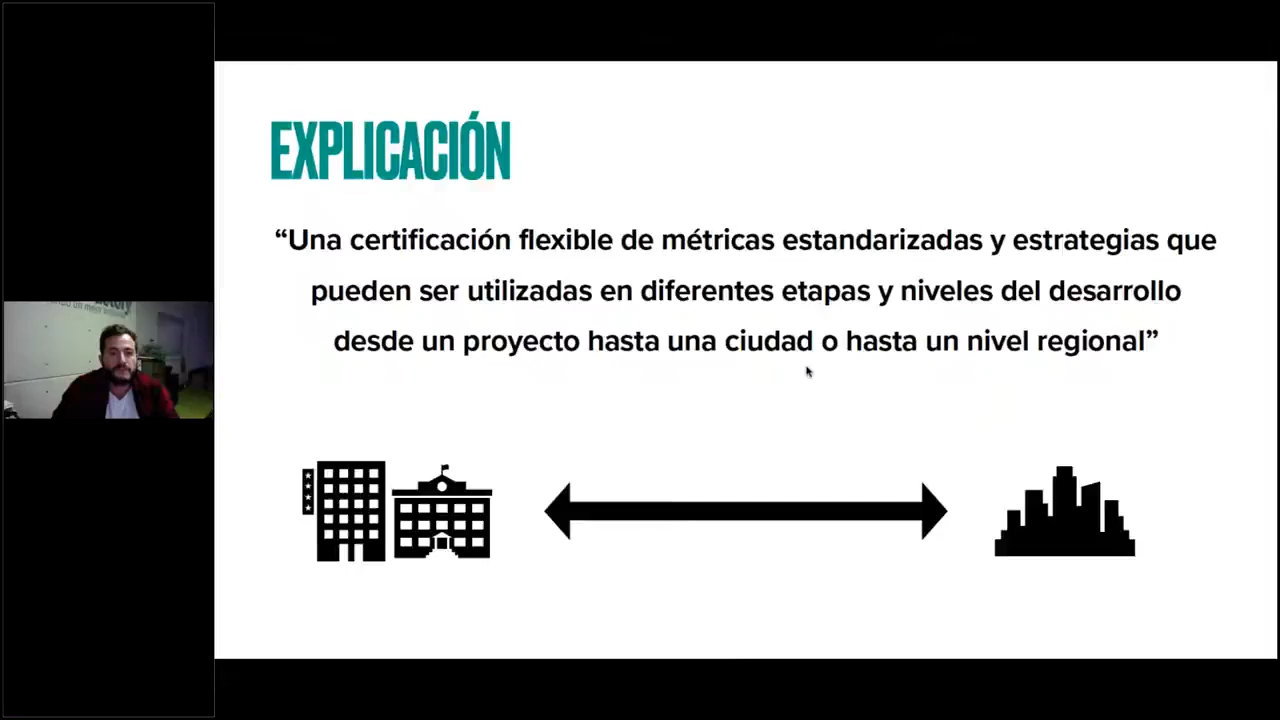 EXPLICACIÓN
“Una certificación flexible de métricas estandarizadas y estrategias que
pueden ser utilizadas en diferentes etapas y niveles del desarrollo
desde un proyecto hasta una ciudad o hasta un nivel regional”